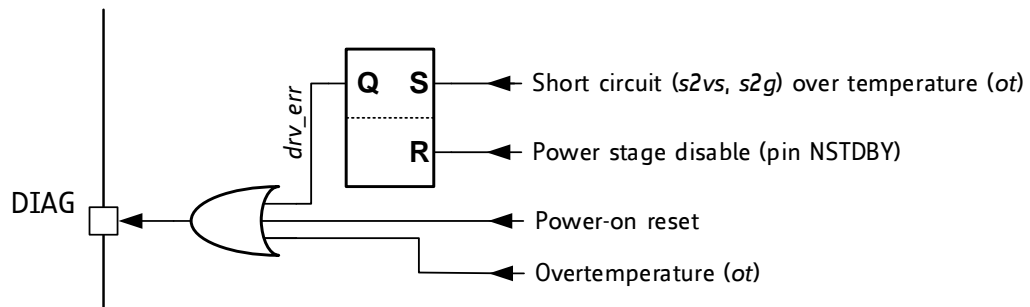 Q S Short circuit (s2vs, s2g) over temperature (ot)
drv_err
R Power stage disable (pin NSTDBY)
DIAG
Power-on reset
Overtemperature (ot)